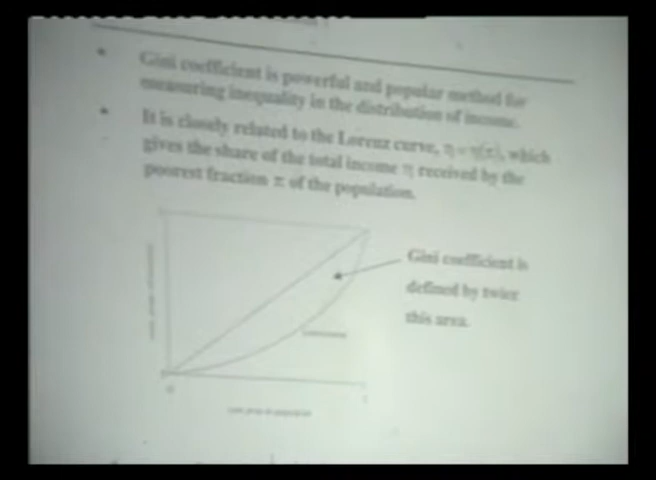 Gini coefficient is powerful and popular method for
measuring inequality in the distribution of income.
It is closely related to the Lorenz curve, η = η(π), which
gives the share of the total income η received by the
poorest fraction π of the population.
Gini coefficient is
defined by twice
this area.